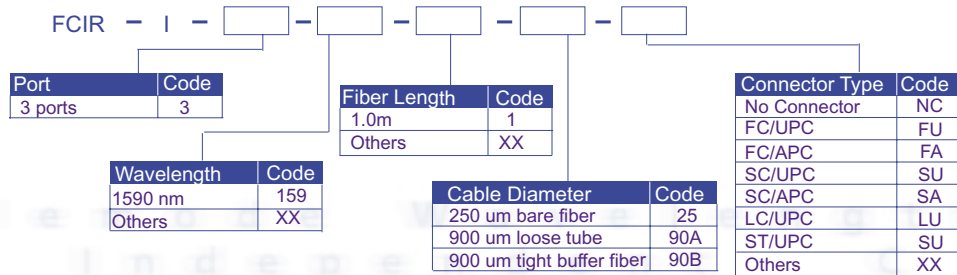 FCIR – I – – – – –
Port Code
3 ports 3
Wavelength Code
1590 nm 159
Others XX
Fiber Length Code
1.0m 1
Others XX
Cable Diameter Code
250 um bare fiber 25
900 um loose tube 90A
900 um tight buffer fiber 90B
Connector Type Code
No Connector NC
FC/UPC FU
FC/APC FA
SC/UPC SU
SC/APC SA
LC/UPC LU
ST/UPC SU
Others XX